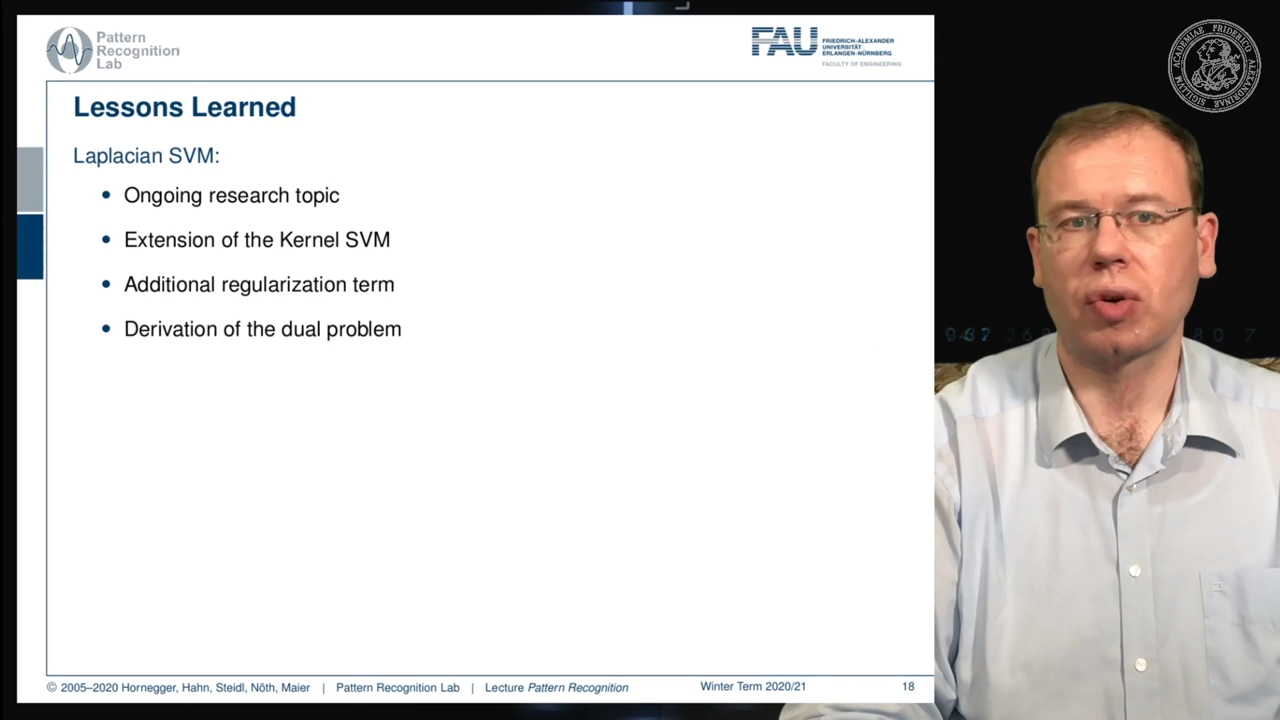 Pattern
Recognition
Lab
FAU
FRIEDRICH-ALEXANDER
UNIVERSITÄT
ERLANGEN-NÜRNBERG
FACULTY OF ENGINEERING
Lessons Learned
Laplacian SVM:
• Ongoing research topic
• Extension of the Kernel SVM
• Additional regularization term
• Derivation of the dual problem
© 2005–2020 Hornegger, Hahn, Steidl, Nöth, Maier | Pattern Recognition Lab | Lecture Pattern Recognition Winter Term 2020/21 18